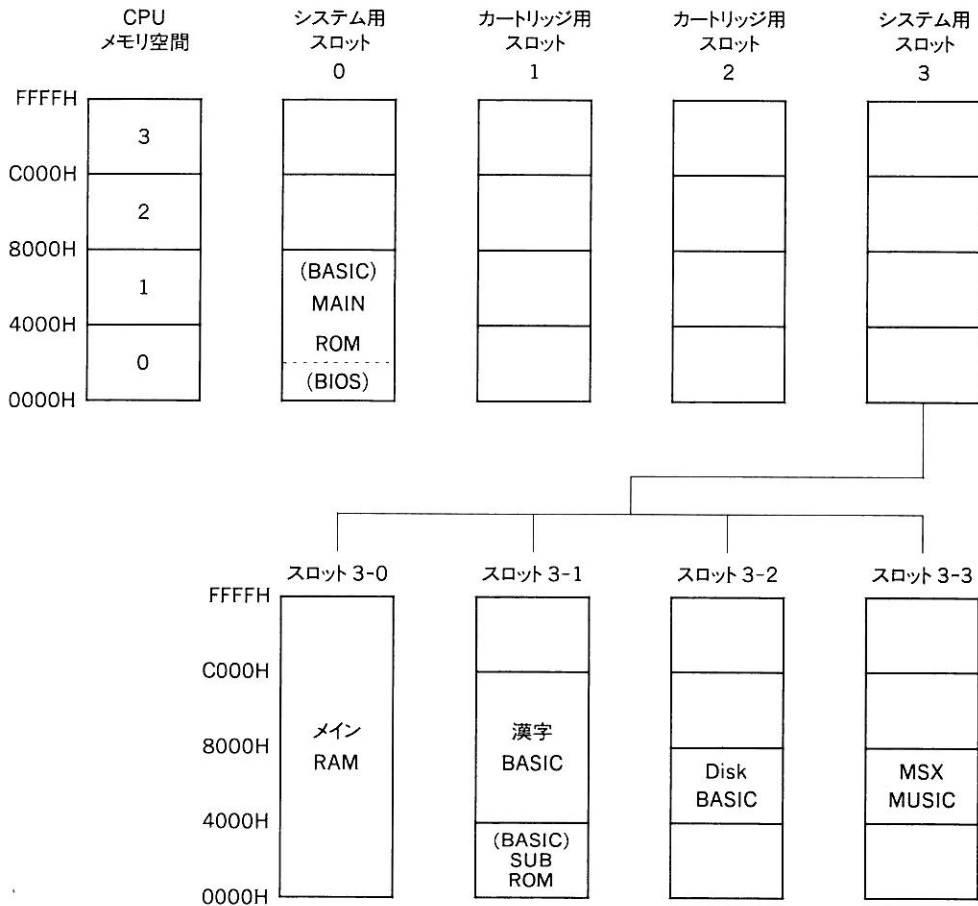 CPU
メモリ空間
システム用
スロット
0
カートリッジ用
スロット
1
カートリッジ用
スロット
2
システム用
スロット
3
FFFFH
3
C000H
2
8000H
(BASIC)
1
MAIN
4000H
ROM
0
(BIOS)
0000H
スロット3-0
スロット3-1
スロット3-2
スロット3-3
FFFFH
C000H
メイン
RAM
漢字
BASIC
8000H
Disk
BASIC
MSX
MUSIC
4000H
(BASIC)
SUB
ROM
0000H